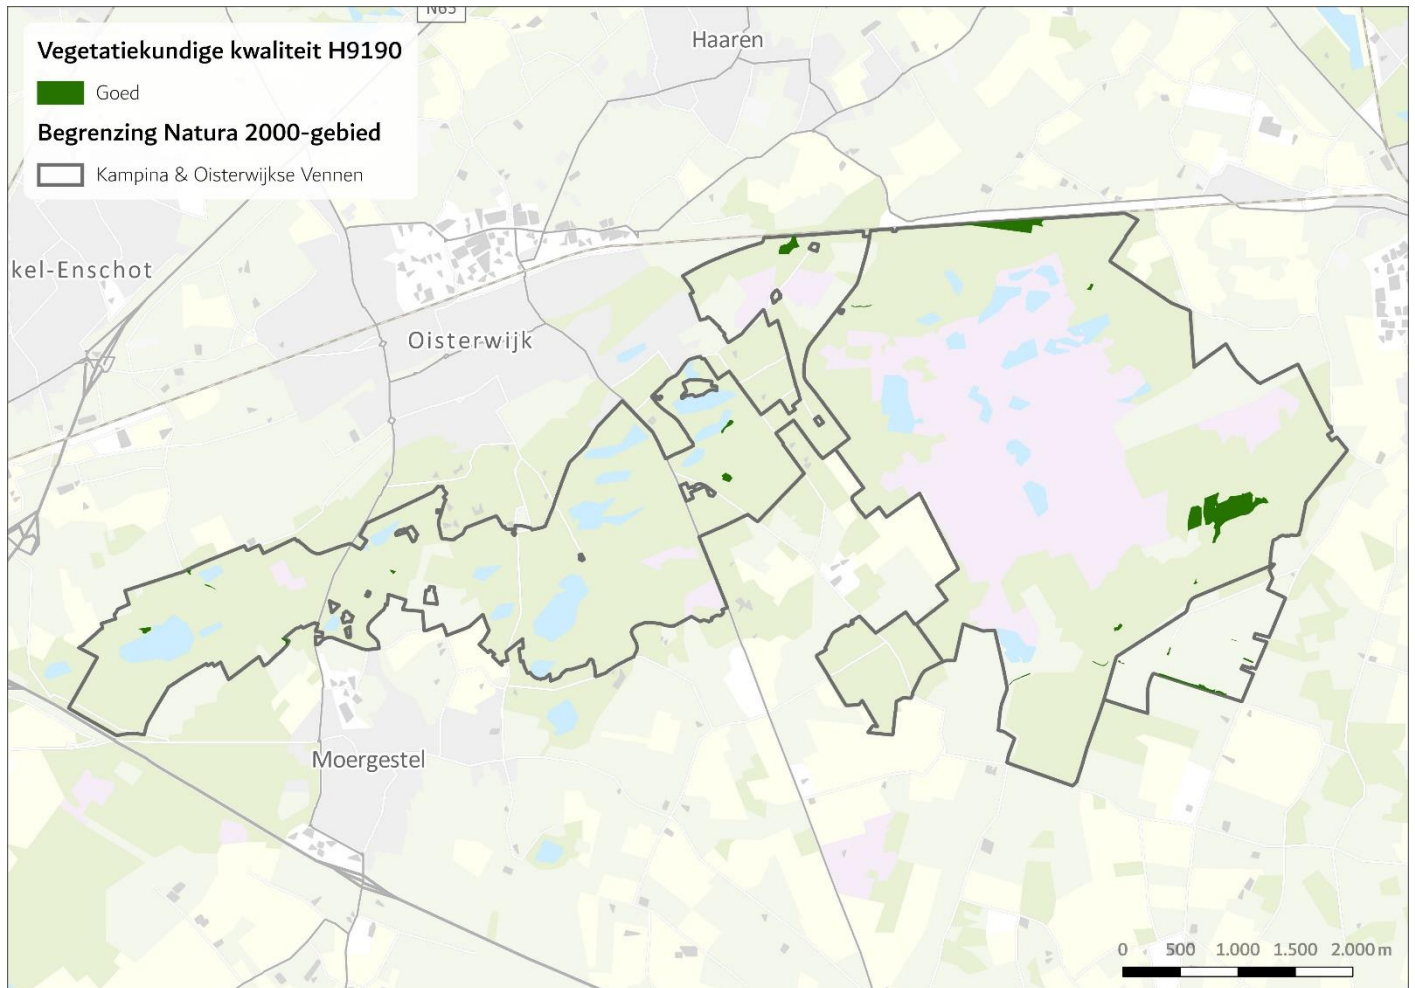 N65
Vegetatiekundige kwaliteit H9190
Goed
Begrenzing Natura 2000-gebied
Kampina & Oisterwijkse Vennen
Haaren
kel-Enschot
Oisterwijk
Moergestel
0 500 1.000 1.500 2.000 m